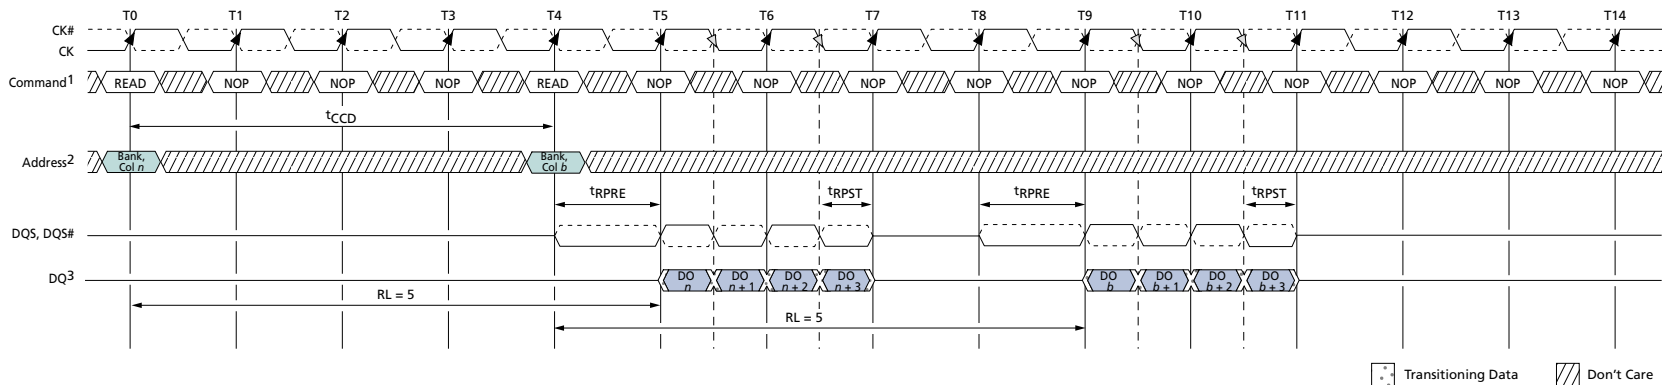 T0 T1 T2 T3 T4 T5 T6 T7 T8 T9 T10 T11 T12 T13 T14
CK#
CK
Command1 READ NOP NOP NOP READ NOP NOP NOP NOP NOP NOP NOP NOP NOP NOP
tCCD
Address2 Bank, Col n Bank, Col b
tRPRE tRPST tRPRE tRPST
DQS, DQS#
DQ3 DO n DO n + 1 DO n + 2 DO n + 3 DO b DO b + 1 DO b + 2 DO b + 3
RL = 5
RL = 5
Transitioning Data Don't Care